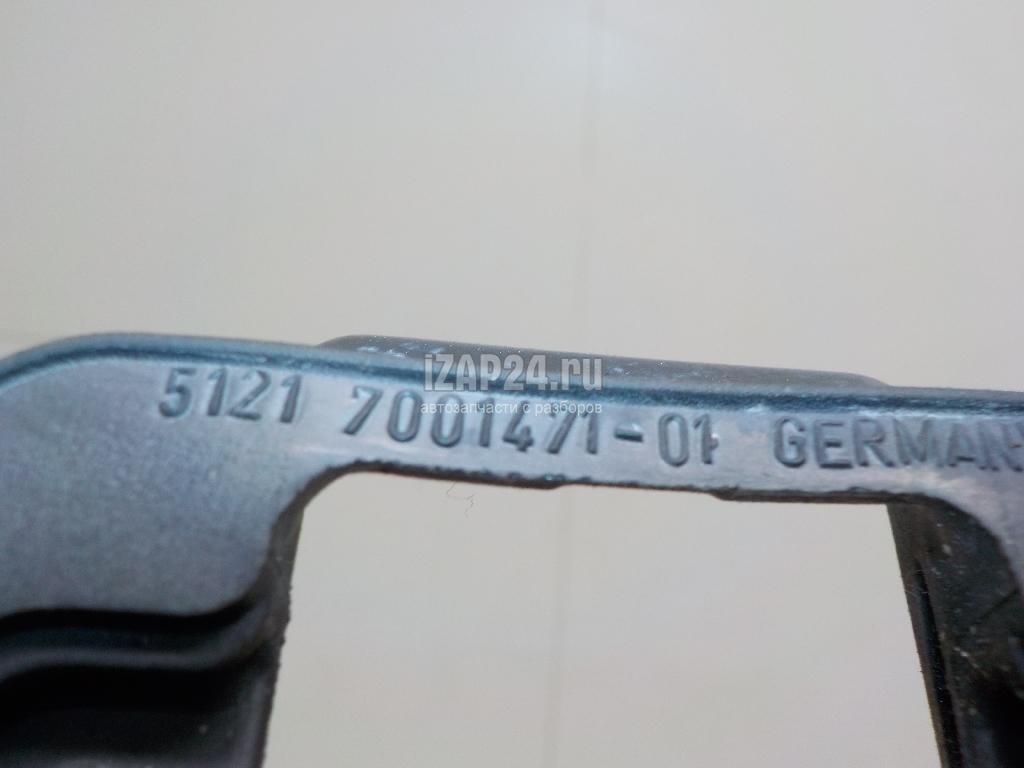 iZAP24.ru
автозапчасти с разборов
5121 7001471-01 GERMAN